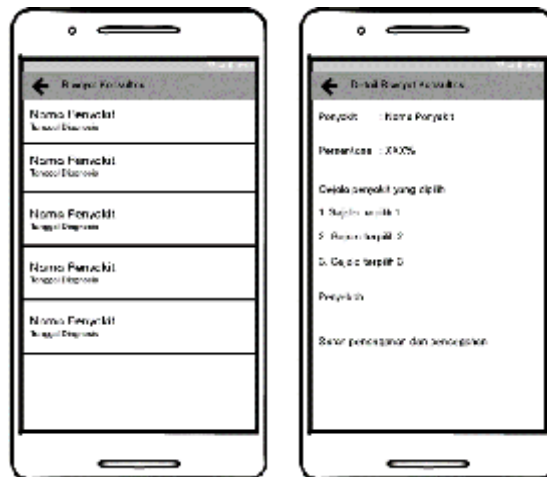 Riwayat Konsultasi
Nama Penyakit
Tanggal Diagnosis
Nama Penyakit
Tanggal Diagnosis
Nama Penyakit
Tanggal Diagnosis
Nama Penyakit
Tanggal Diagnosis
Nama Penyakit
Tanggal Diagnosis
Detail Riwayat Konsultasi
Penyakit : Nama Penyakit
Persentase : XXX%
Gejala penyakit yang dipilih
1. Gejala terpilih 1
2. Gejala terpilih 2
3. Gejala terpilih 3
Penyebab
Saran penanganan dan pencegahan